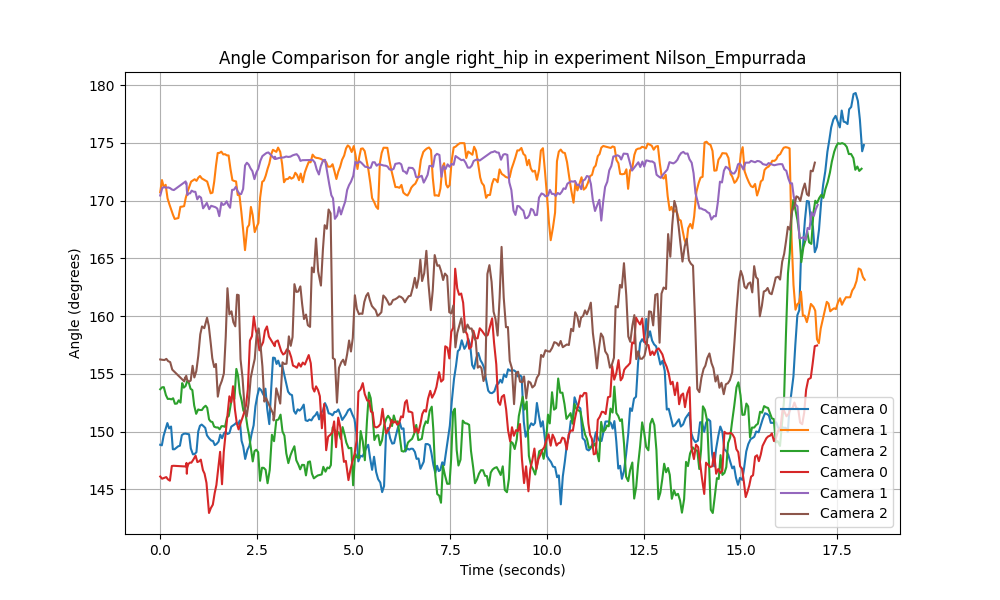 Angle Comparison for angle right_hip in experiment Nilson_Empurrada
Angle (degrees)
180
175
170
165
160
155
150
145
0.0 2.5 5.0 7.5 10.0 12.5 15.0 17.5
Time (seconds)
Camera 0
Camera 1
Camera 2
Camera 0
Camera 1
Camera 2